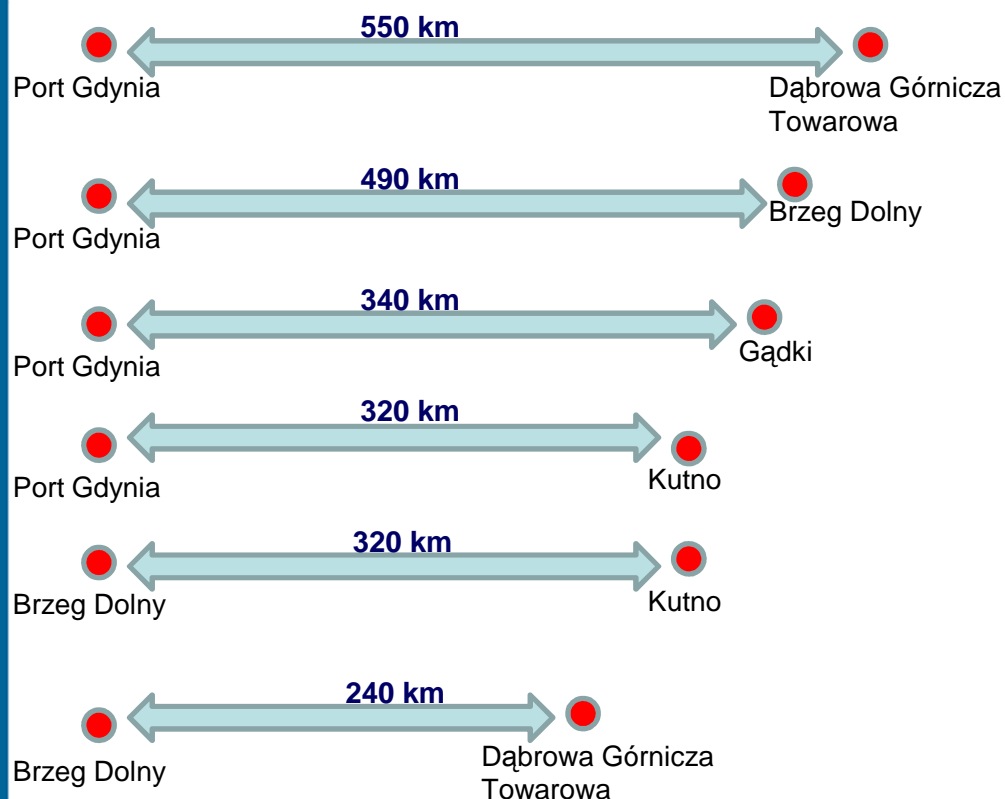 550 km
Port Gdynia
Dąbrowa Górnicza
Towarowa
490 km
Port Gdynia
Brzeg Dolny
340 km
Port Gdynia
Gądki
320 km
Port Gdynia
Kutno
320 km
Brzeg Dolny
Kutno
240 km
Brzeg Dolny
Dąbrowa Górnicza
Towarowa